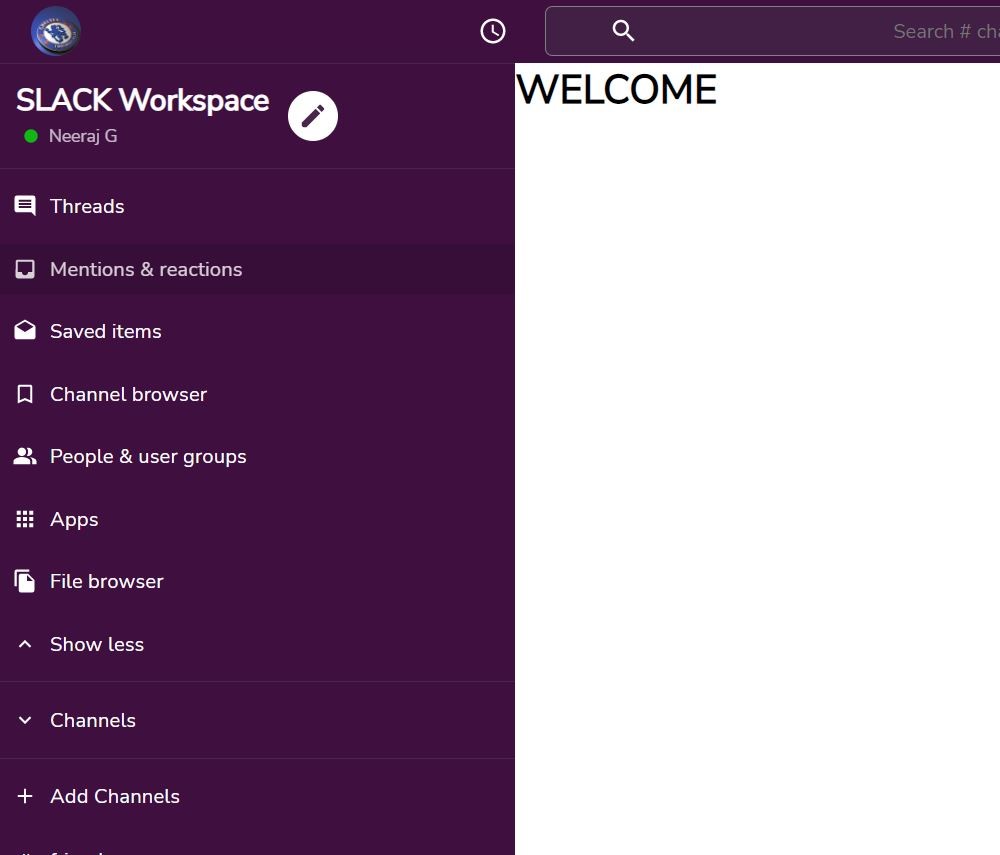 Search # cha
SLACK Workspace
Neeraj G
WELCOME
Threads
Mentions & reactions
Saved items
Channel browser
People & user groups
Apps
File browser
Show less
Channels
Add Channels